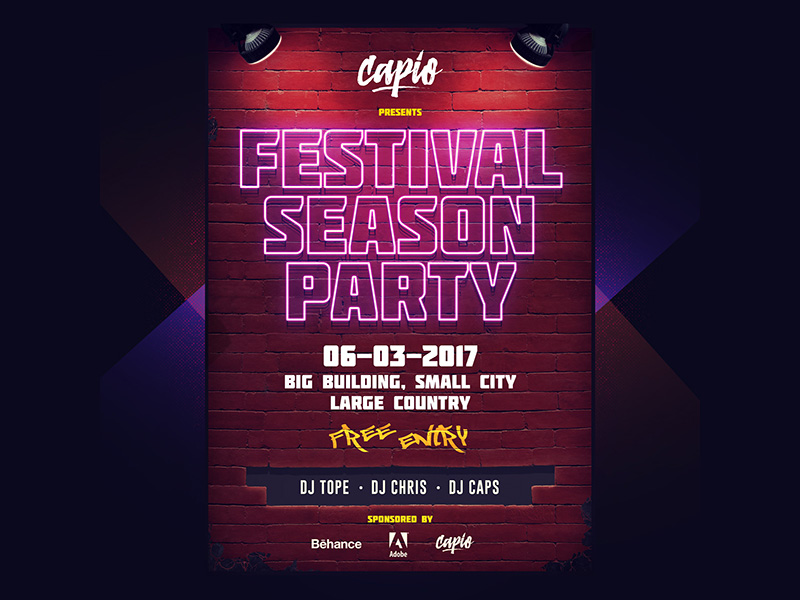 Capio
PRESENTS
FESTIVAL
SEASON
PARTY
06-03-2017
BIG BUILDING, SMALL CITY
LARGE COUNTRY
FREE ENTRY
DJ TOPE · DJ CHRIS · DJ CAPS
SPONSORED BY
Bēhance Adobe Capio